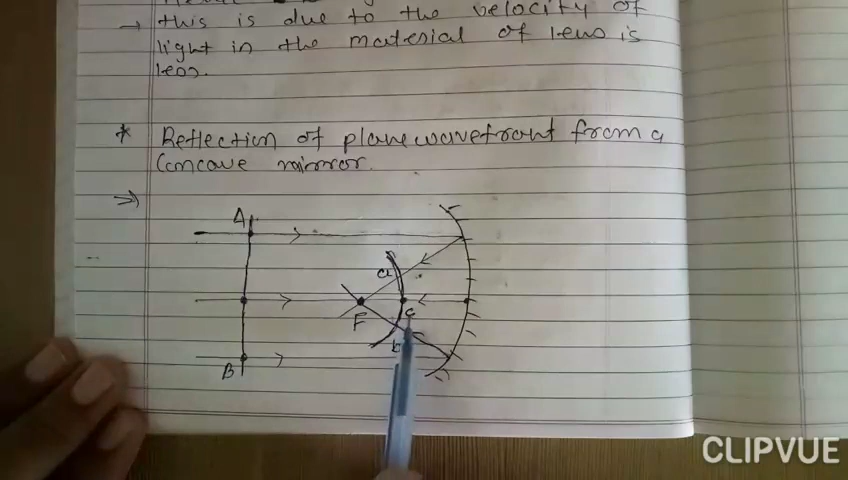 → this is due to the velocity of
light in the material of lens is
less.
* Reflection of plane wavefront from a
Concave mirror.
⇒
A
a
F
c
b
B
CLIPVUE